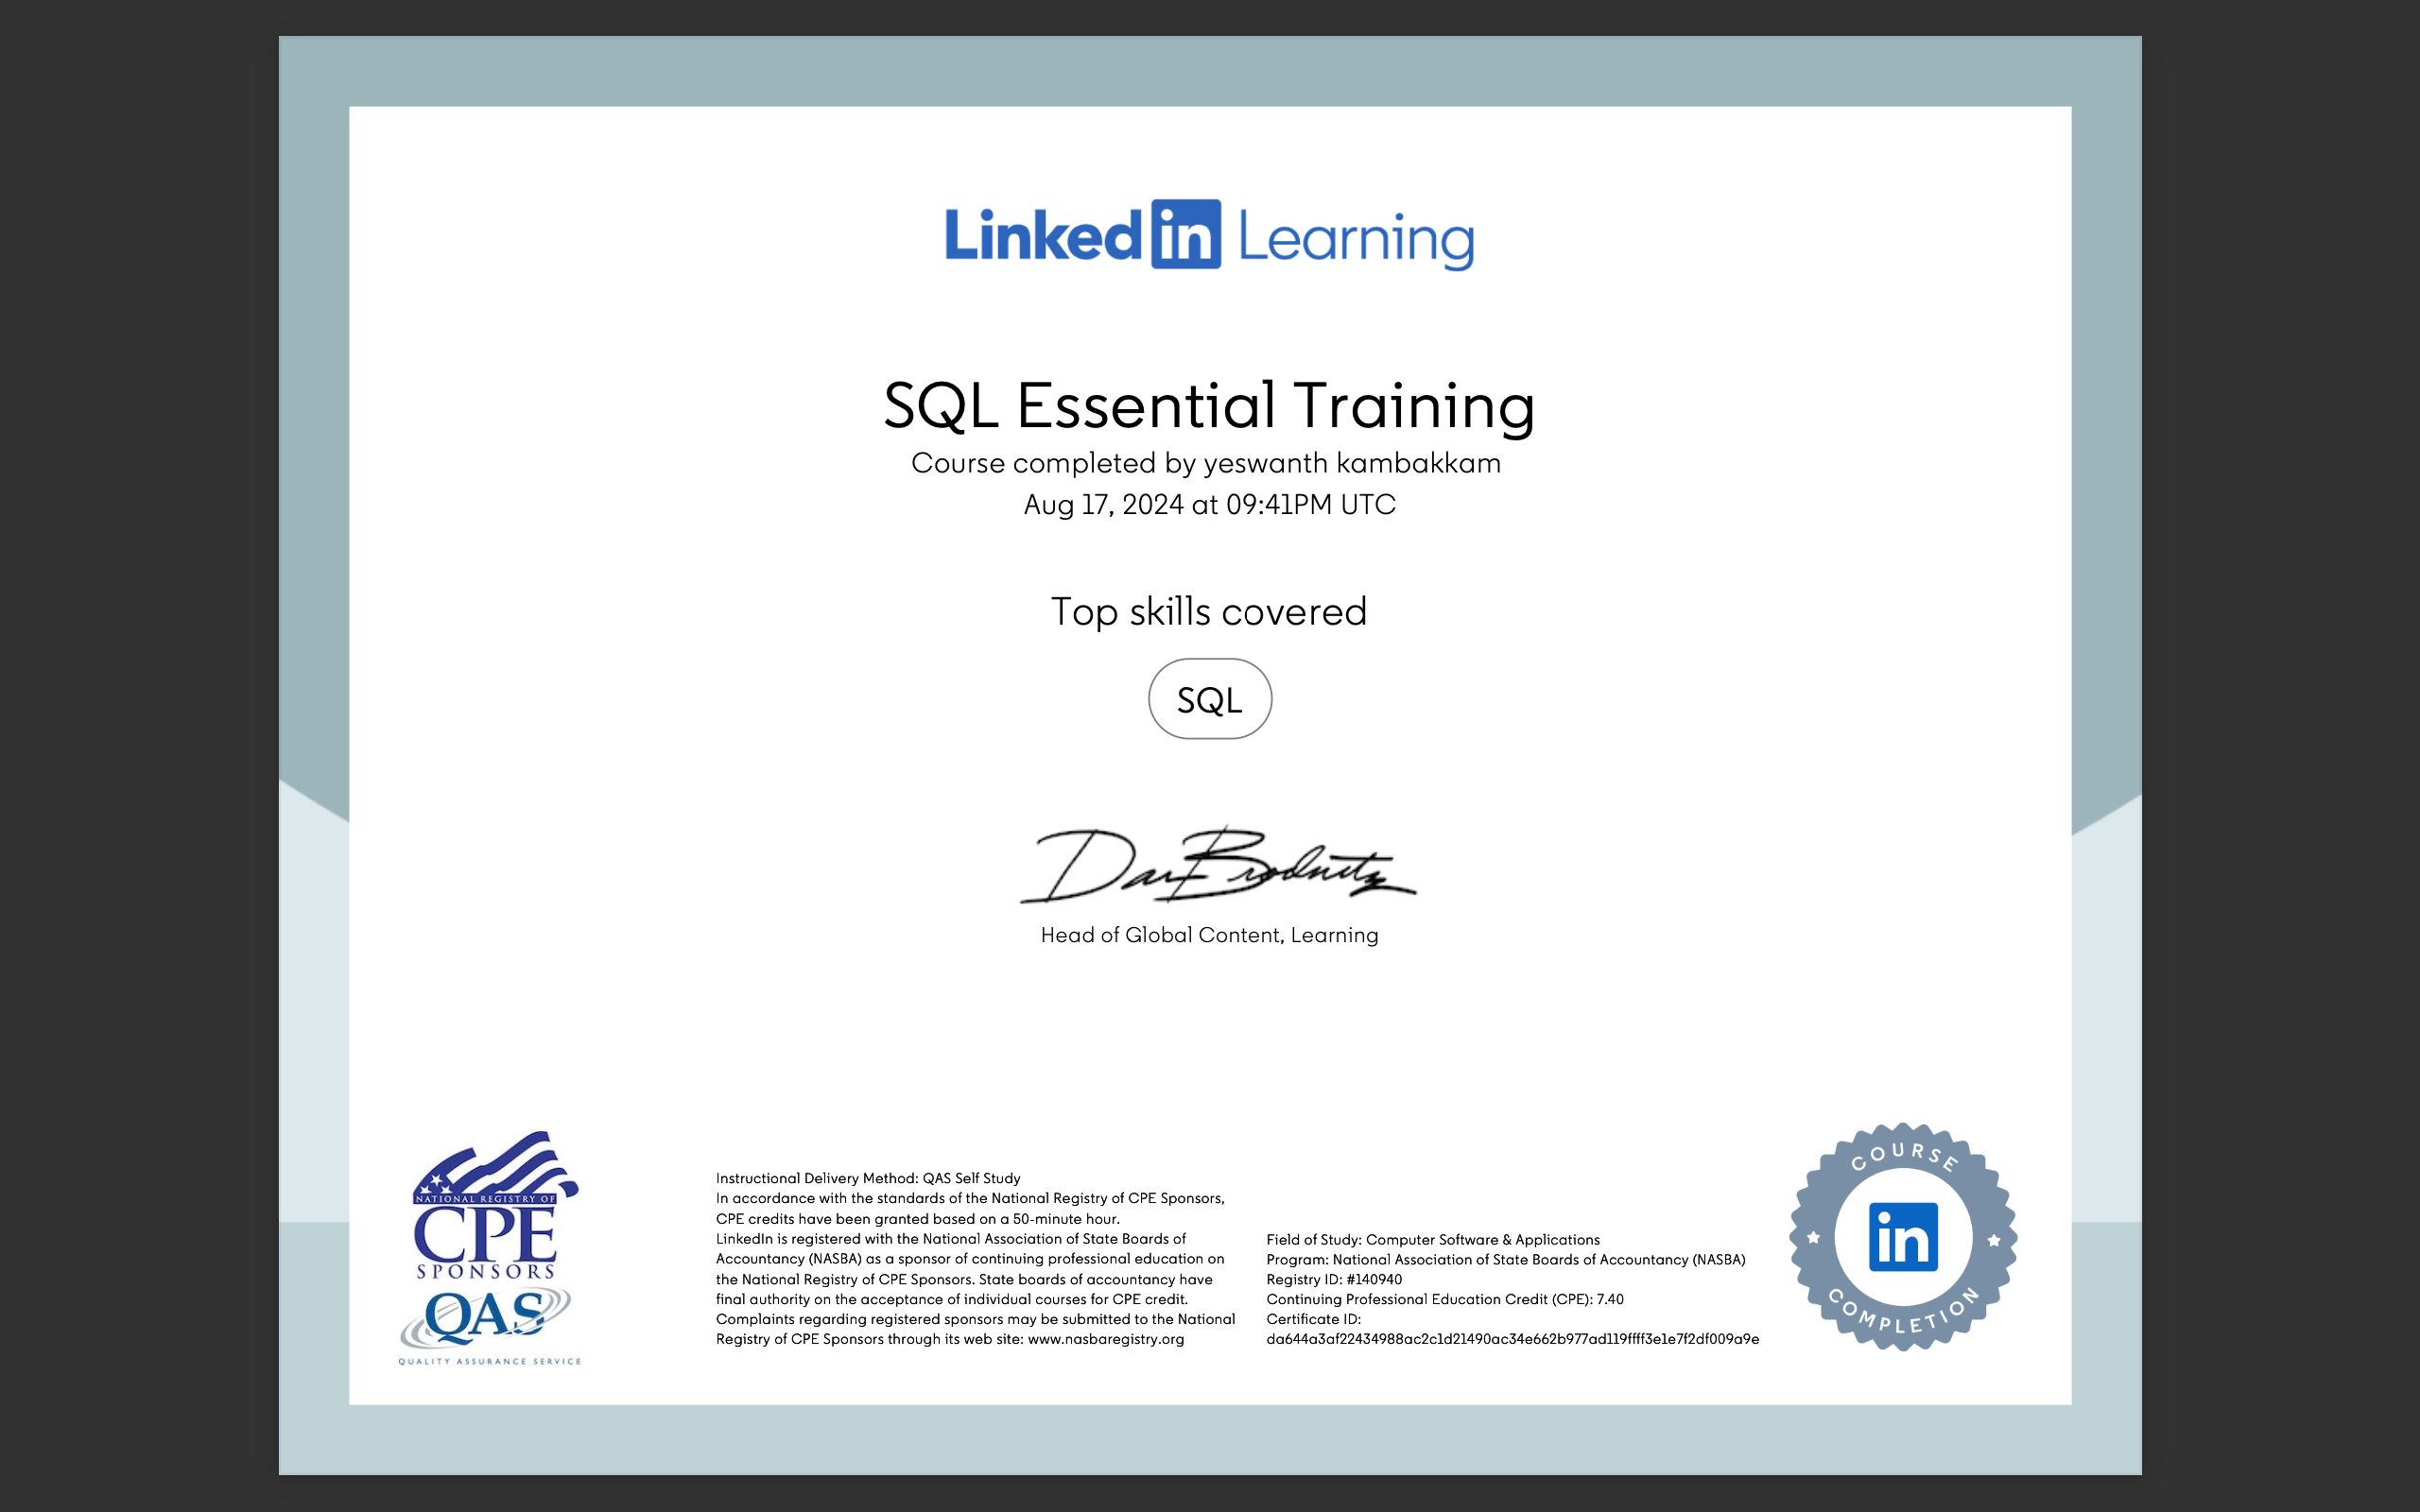 Linked in Learning
SQL Essential Training
Course completed by yeswanth kambakkam
Aug 17, 2024 at 09:41PM UTC
Top skills covered
SQL
Dan Brodnitz
Head of Global Content, Learning
NATIONAL REGISTRY OF
CPE
SPONSORS
QAS
QUALITY ASSURANCE SERVICE
Instructional Delivery Method: QAS Self Study
In accordance with the standards of the National Registry of CPE Sponsors,
CPE credits have been granted based on a 50-minute hour.
LinkedIn is registered with the National Association of State Boards of
Accountancy (NASBA) as a sponsor of continuing professional education on
the National Registry of CPE Sponsors. State boards of accountancy have
final authority on the acceptance of individual courses for CPE credit.
Complaints regarding registered sponsors may be submitted to the National
Registry of CPE Sponsors through its web site: www.nasbaregistry.org
Field of Study: Computer Software & Applications
Program: National Association of State Boards of Accountancy (NASBA)
Registry ID: #140940
Continuing Professional Education Credit (CPE): 7.40
Certificate ID:
da644a3af22434988ac2c1d21490ac34e662b977ad119ffff3e1e7f2df009a9e
COURSE
in
COMPLETION